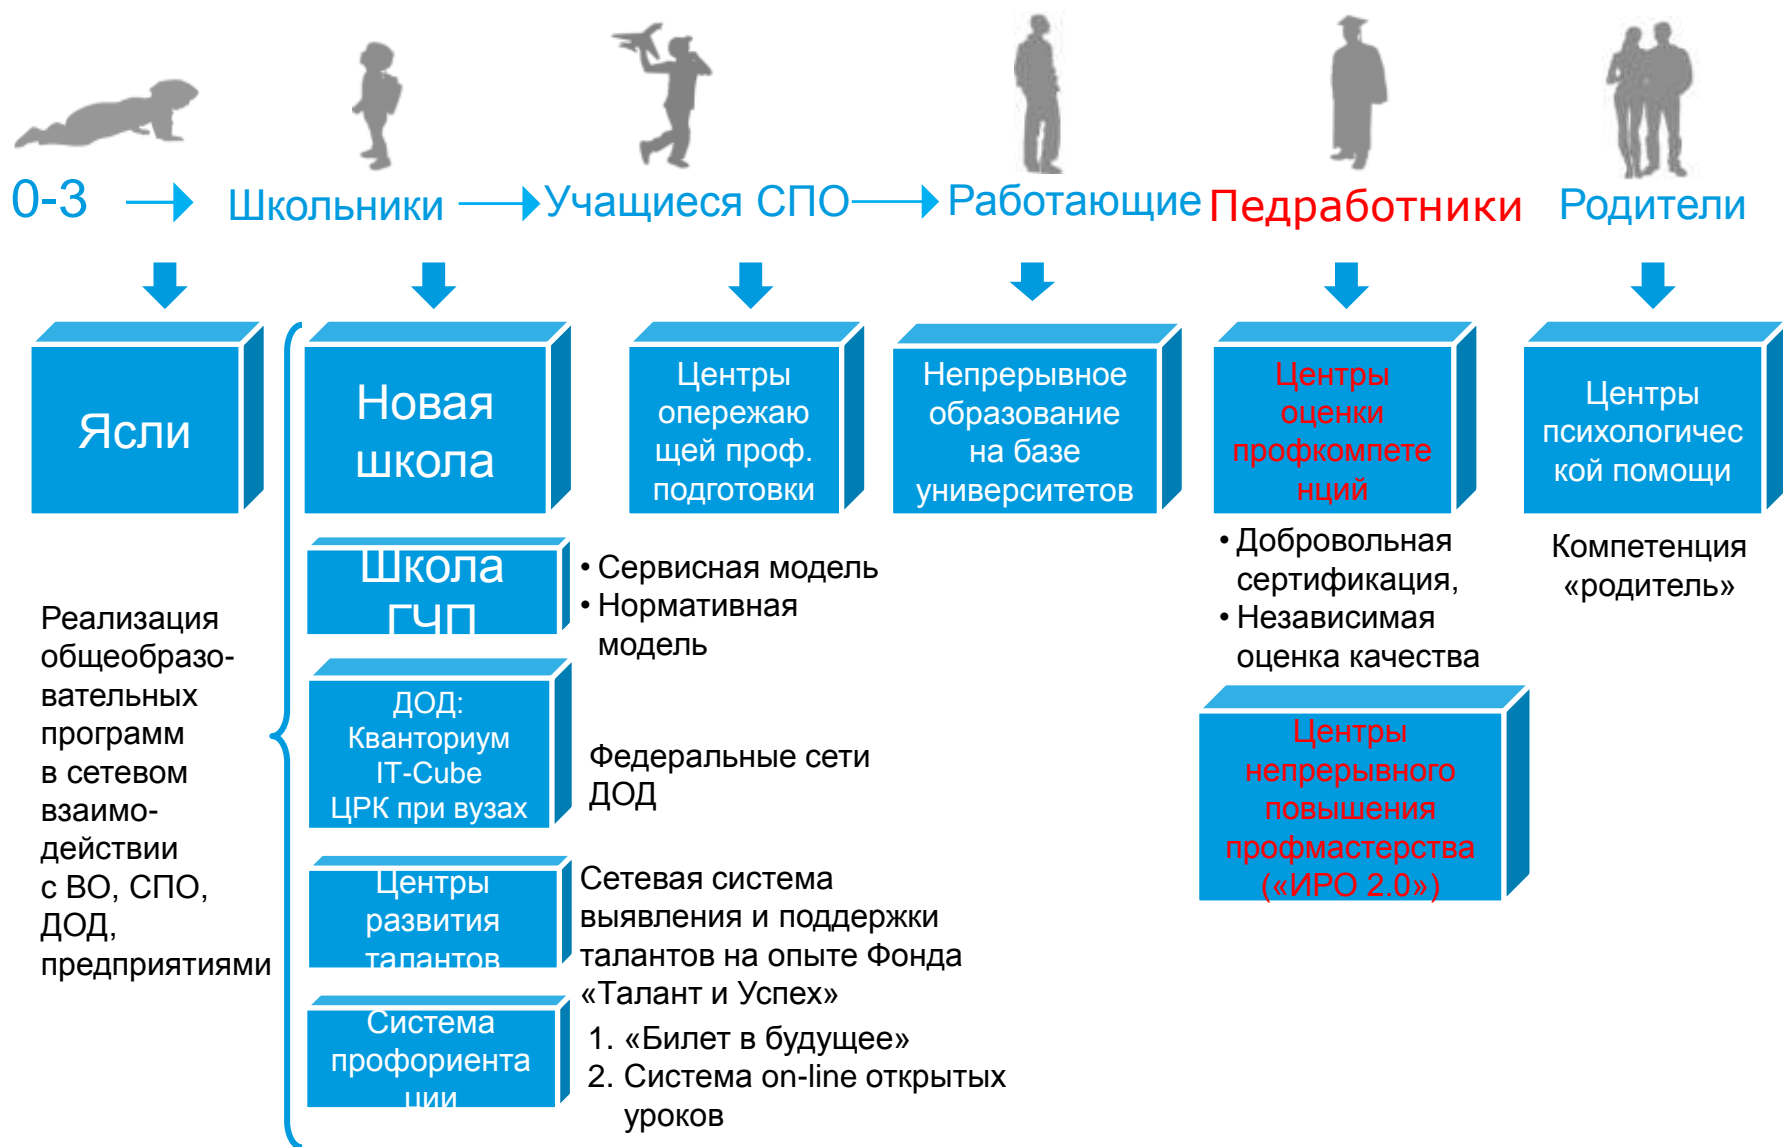 0-3
Школьники
Учащиеся СПО
Работающие
Педработники
Родители
Ясли
Новая
школа
Центры
опережаю
щей проф.
подготовки
Непрерывное
образование
на базе
университетов
Центры
оценки
профкомпете
нций
Центры
психологичес
кой помощи
Реализация
общеобразо-
вательных
программ
в сетевом
взаимо-
действии
с ВО, СПО,
ДОД,
предприятиями
Школа
ГЧП
• Сервисная модель
• Нормативная
модель
ДОД:
Кванториум
IT-Cube
ЦРК при вузах
Федеральные сети
ДОД
Центры
развития
талантов
Сетевая система
выявления и поддержки
талантов на опыте Фонда
«Талант и Успех»
Система
профориента
ции
1. «Билет в будущее»
2. Система on-line открытых
уроков
• Добровольная
сертификация,
• Независимая
оценка качества
Центры
непрерывного
повышения
профмастерства
(«ИРО 2.0»)
Компетенция
«родитель»